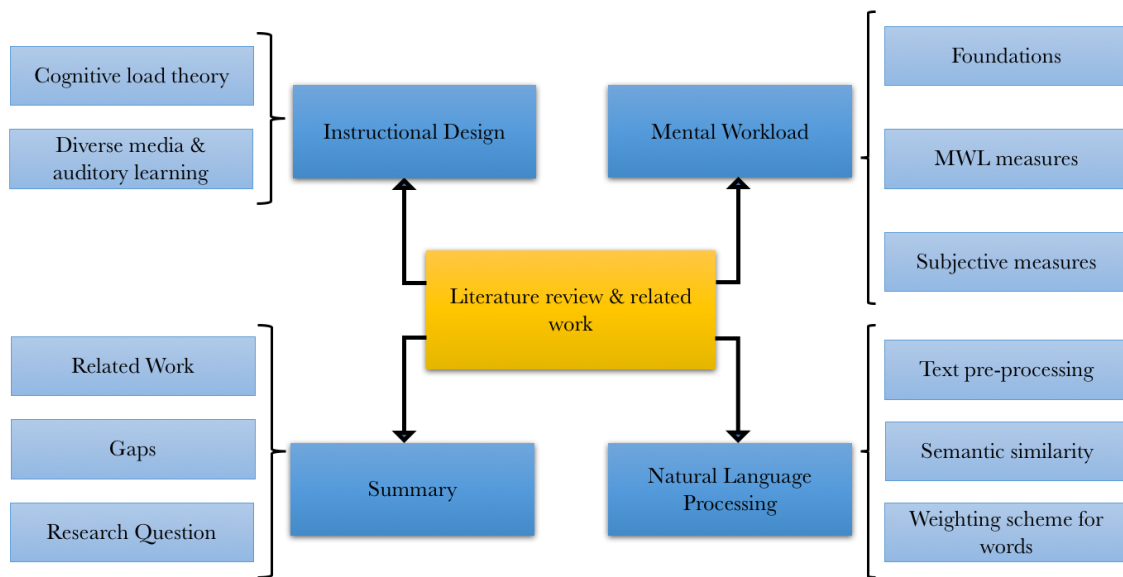 Cognitive load theory
Diverse media &
auditory learning
Instructional Design
Mental Workload
Foundations
MWL measures
Subjective measures
Literature review & related
work
Related Work
Gaps
Research Question
Summary
Natural Language
Processing
Text pre-processing
Semantic similarity
Weighting scheme for
words